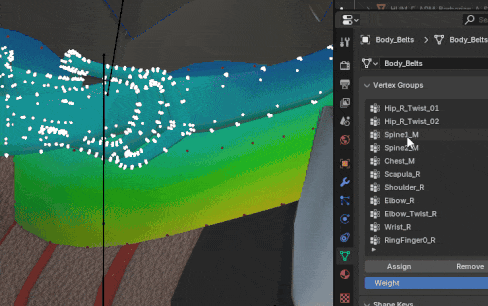 Sea
Body_Belts > Body_Belts
Body_Belts
Vertex Groups
Hip_R_Twist_01
Hip_R_Twist_02
Spine1_M
Spine2_M
Chest_M
Scapula_R
Shoulder_R
Elbow_R
Elbow_Twist_R
Wrist_R
RingFinger0_R
Assign Remove
Weight
Shape Keys